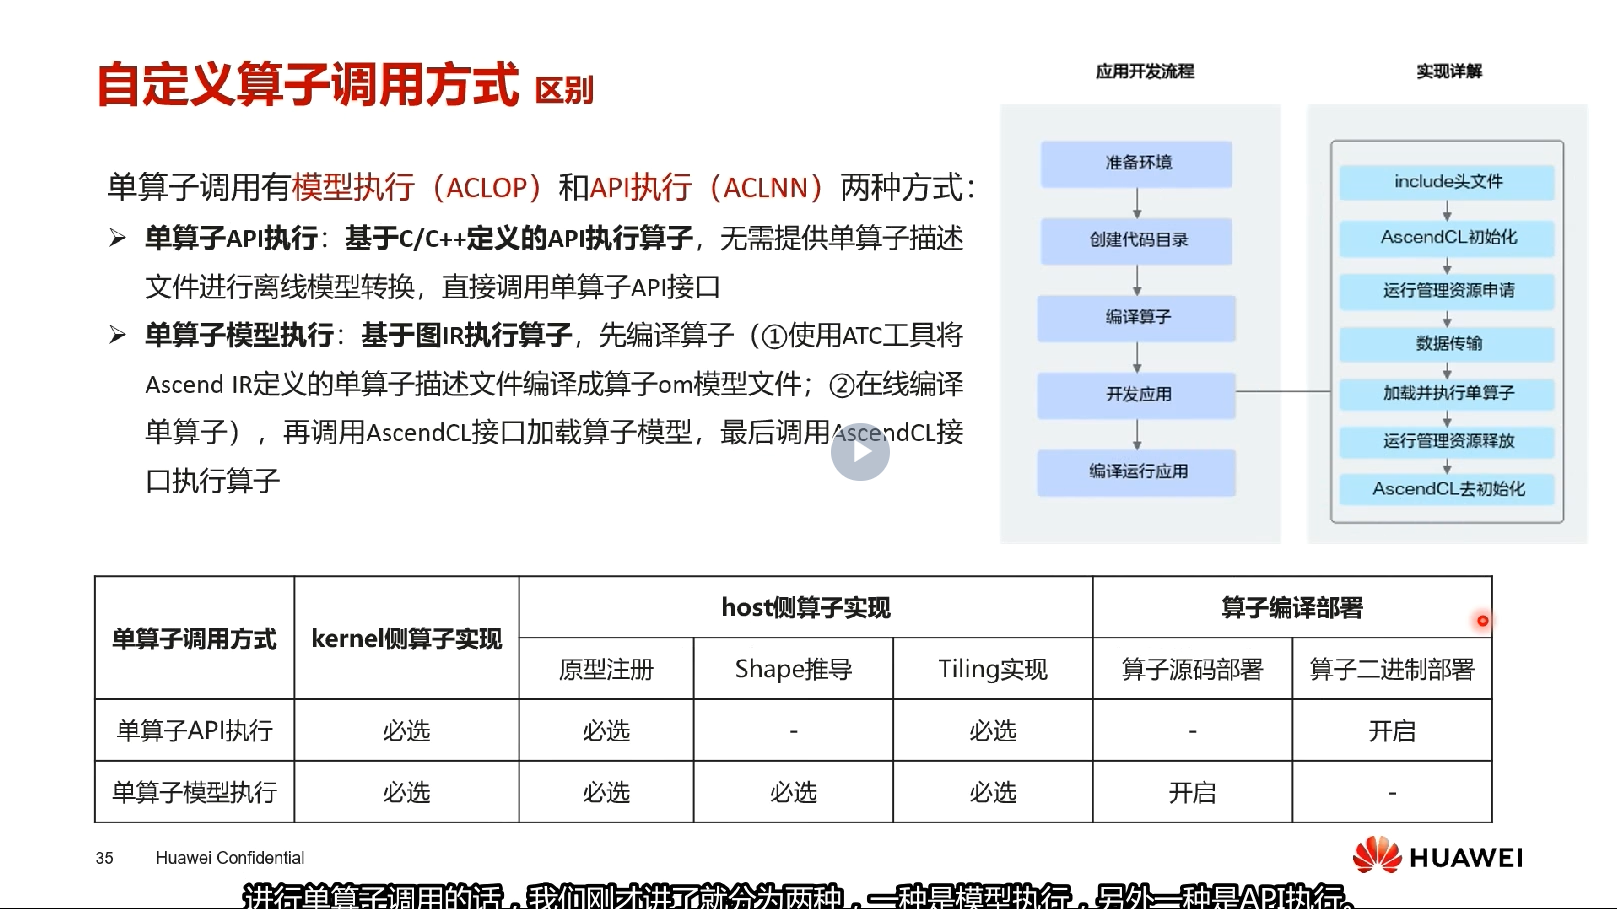 自定义算子调用方式 区别
单算子调用有模型执行（ACLOP）和API执行（ACLNN）两种方式：
➢ 单算子API执行：基于C/C++定义的API执行算子，无需提供单算子描述
文件进行离线模型转换，直接调用单算子API接口
➢ 单算子模型执行：基于图IR执行算子，先编译算子（①使用ATC工具将
Ascend IR定义的单算子描述文件编译成算子om模型文件；②在线编译
单算子），再调用AscendCL接口加载算子模型，最后调用AscendCL接
口执行算子
应用开发流程
准备环境
创建代码目录
编译算子
开发应用
编译运行应用
实现详解
include头文件
AscendCL初始化
运行管理资源申请
数据传输
加载并执行单算子
运行管理资源释放
AscendCL去初始化
单算子调用方式 kernel侧算子实现 host侧算子实现 算子编译部署
原型注册 Shape推导 Tiling实现 算子源码部署 算子二进制部署
单算子API执行 必选 必选 - 必选 - 开启
单算子模型执行 必选 必选 必选 必选 开启 -
35 Huawei Confidential
HUAWEI
进行单算子调用的话，我们刚才讲了就分为两种，一种是模型执行，另外一种是API执行。